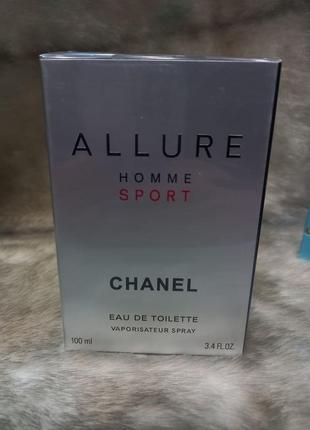 ALLURE
HOMME
SPORT
CHANEL
EAU DE TOILETTE
VAPORISATEUR SPRAY
100 ml 3.4 FL.OZ.